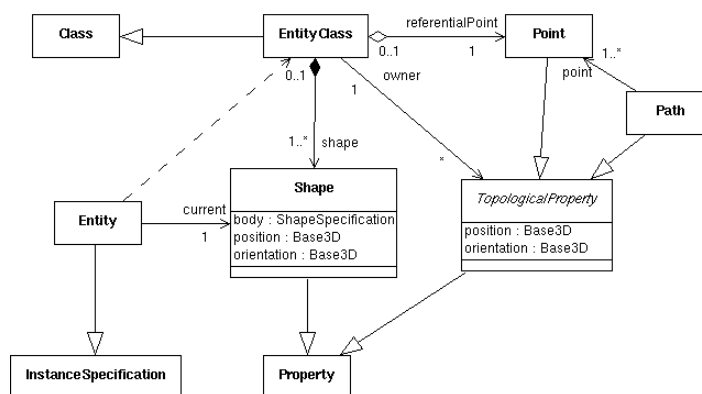 Class
EntityClass
referentialPoint
Point
0..1
0..1
1
1..*
owner
1
point
Path
1..*
shape
*
Shape
TopologicalProperty
Entity
current
1
body : ShapeSpecification
position : Base3D
orientation : Base3D
position : Base3D
orientation : Base3D
InstanceSpecification
Property